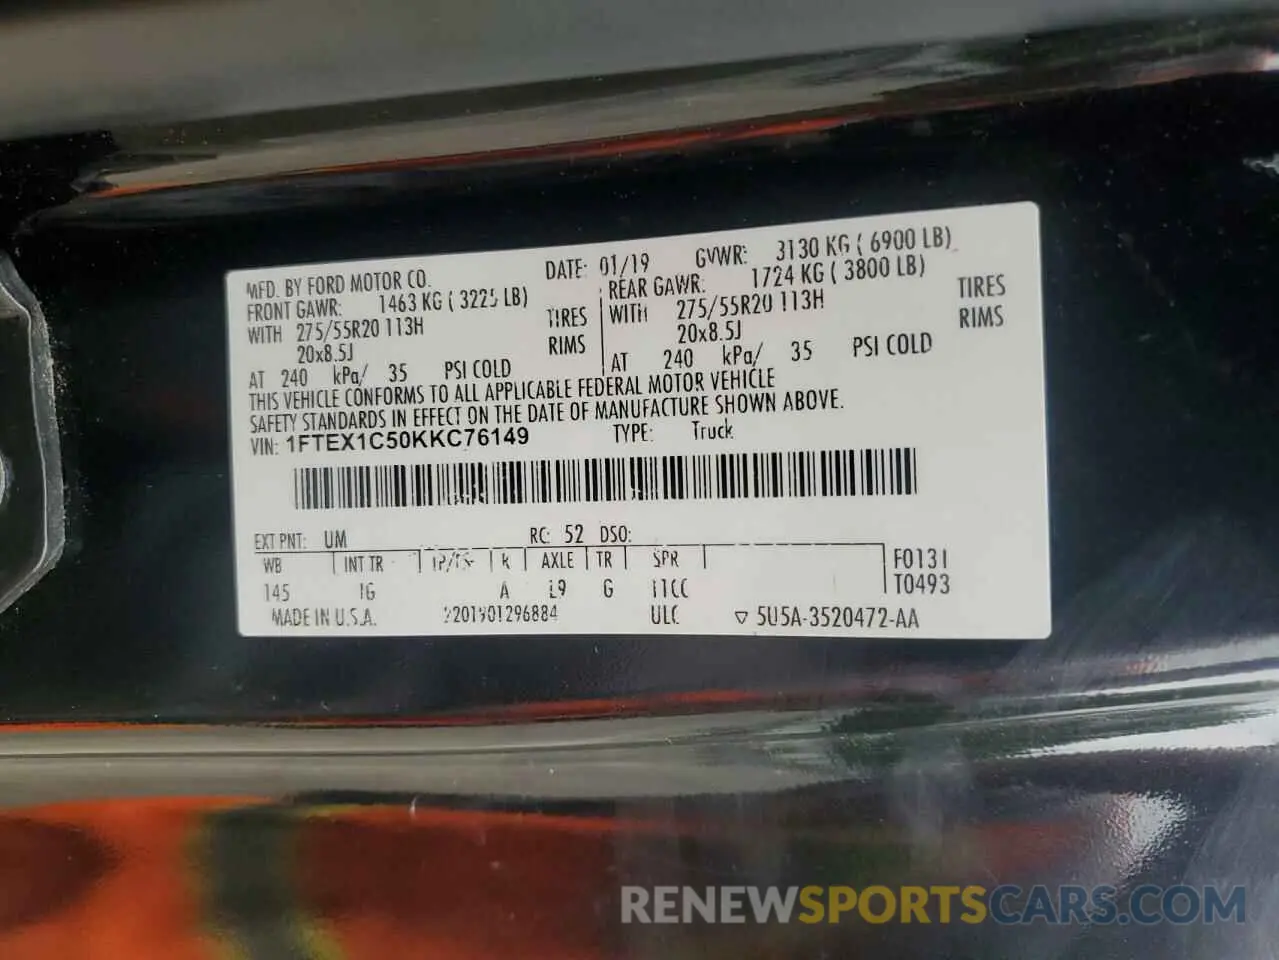 MFD. BY FORD MOTOR CO. DATE: 01/19 GVWR: 3130 KG ( 6900 LB)
FRONT GAWR: 1463 KG ( 3225 LB) REAR GAWR: 1724 KG ( 3800 LB)
WITH 275/55R20 113H TIRES WITH 275/55R20 113H TIRES
20x8.5J RIMS 20x8.5J RIMS
AT 240 kPa/ 35 PSI COLD AT 240 kPa/ 35 PSI COLD
THIS VEHICLE CONFORMS TO ALL APPLICABLE FEDERAL MOTOR VEHICLE
SAFETY STANDARDS IN EFFECT ON THE DATE OF MANUFACTURE SHOWN ABOVE.
VIN: 1FTEX1C50KKC76149 TYPE: Truck
EXT PNT: UM RC: 52 DSO:
WB INT TR TP/PS R AXLE TR SPR F0131
145 IG A L9 G T0493
MADE IN U.S.A. ULC ▽ 5U5A-3520472-AA
RENEWSPORTSCARS.COM